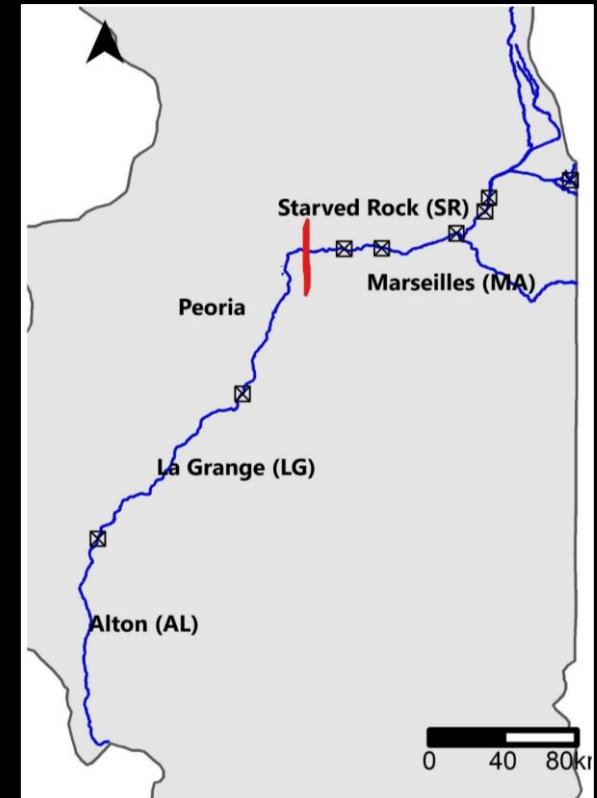 Starved Rock (SR)
Marseilles (MA)
Peoria
La Grange (LG)
Alton (AL)
0 40 80k